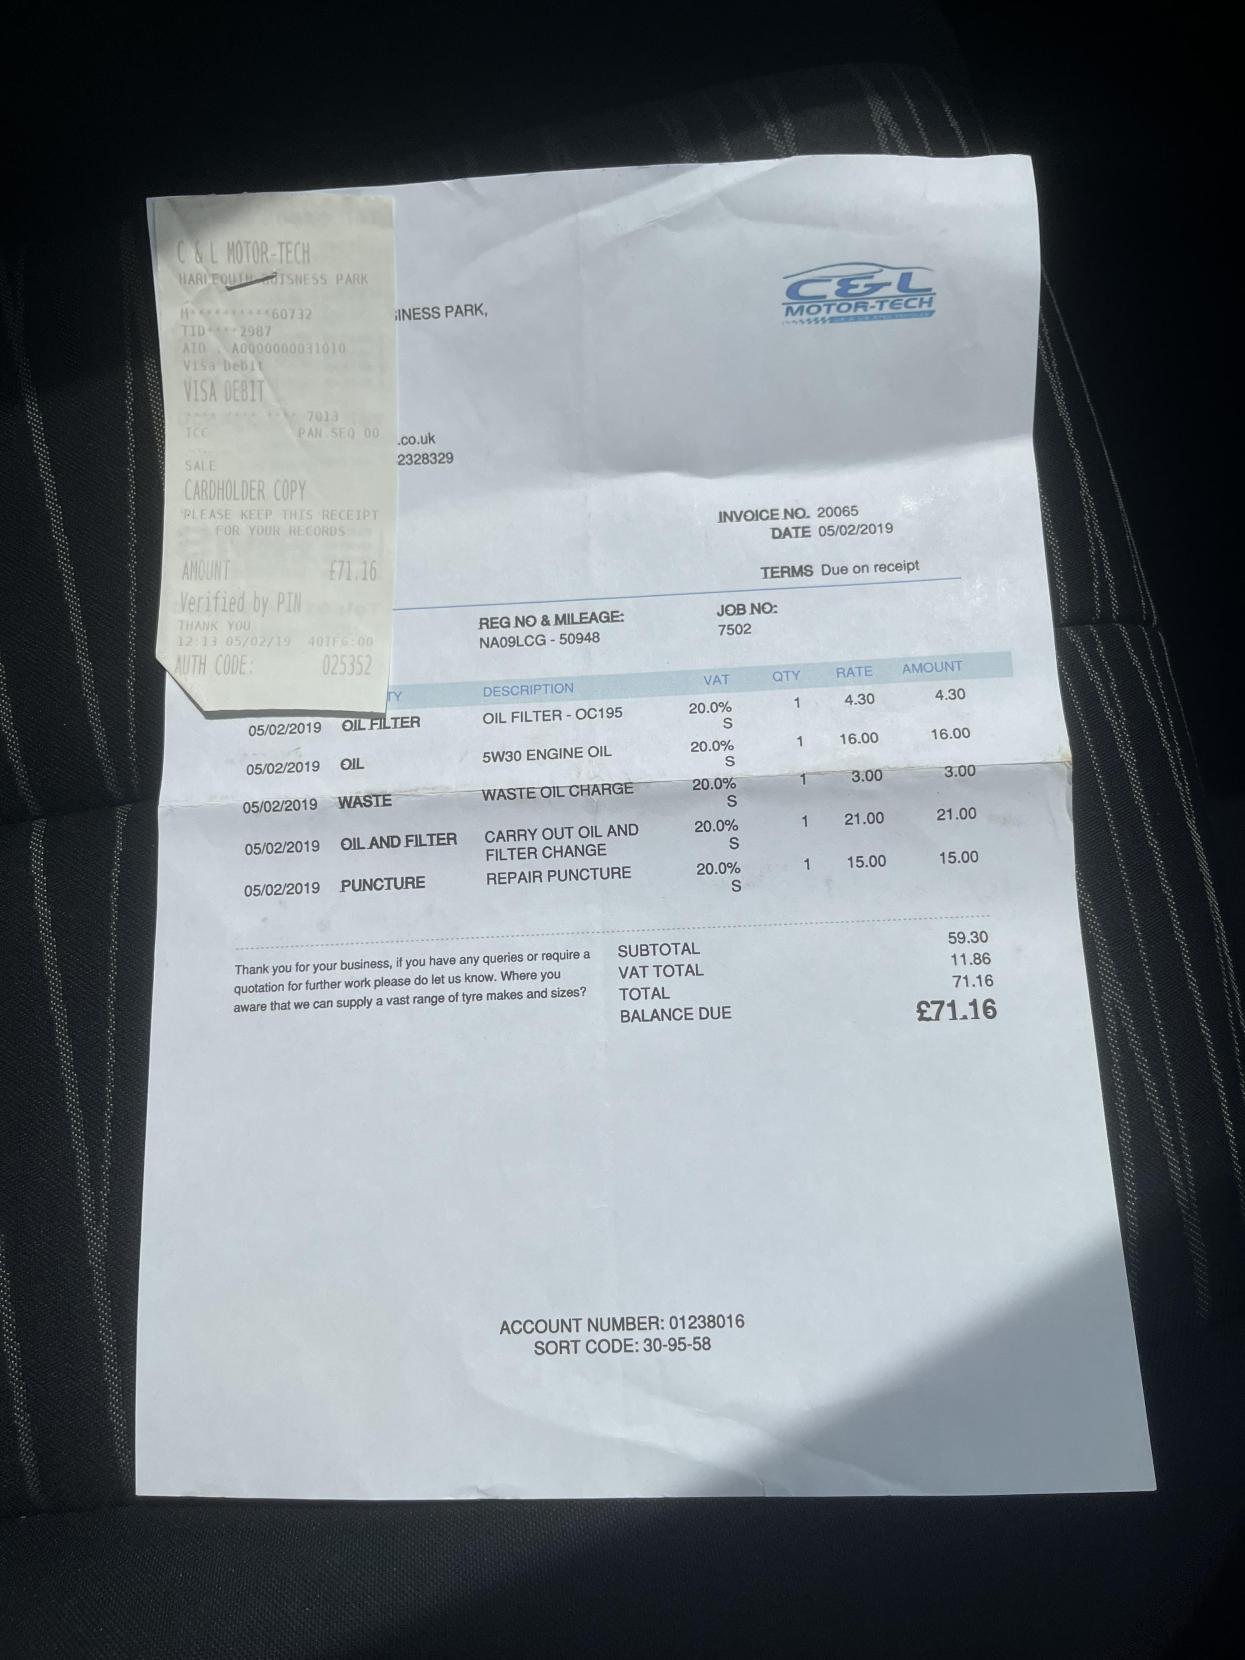 C & L MOTOR-TECH
HARLEQUIN BUISNESS PARK
M**********60732
TID****2987
AID : A0000000031010
Visa Debit
VISA DEBIT
**** **** **** 7013
ICC PAN SEQ 00
SALE
CARDHOLDER COPY
PLEASE KEEP THIS RECEIPT
FOR YOUR RECORDS
AMOUNT £71.16
Verified by PIN
THANK YOU
12:13 05/02/19
AUTH CODE: 025352
INESS PARK,
.co.uk
2328329
C&L
MOTOR-TECH
INVOICE NO. 20065
DATE 05/02/2019
TERMS Due on receipt
REG NO & MILEAGE:
NA09LCG - 50948
JOB NO:
7502
TY DESCRIPTION VAT QTY RATE AMOUNT
05/02/2019 OIL FILTER OIL FILTER - OC195 20.0% 1 4.30 4.30
S
05/02/2019 OIL 5W30 ENGINE OIL 20.0% 1 16.00 16.00
S
05/02/2019 WASTE WASTE OIL CHARGE 20.0% 1 3.00 3.00
S
05/02/2019 OIL AND FILTER CARRY OUT OIL AND 20.0% 1 21.00 21.00
FILTER CHANGE S
05/02/2019 PUNCTURE REPAIR PUNCTURE 20.0% 1 15.00 15.00
S
Thank you for your business, if you have any queries or require a
quotation for further work please do let us know. Where you
aware that we can supply a vast range of tyre makes and sizes?
SUBTOTAL 59.30
VAT TOTAL 11.86
TOTAL 71.16
BALANCE DUE £71.16
ACCOUNT NUMBER: 01238016
SORT CODE: 30-95-58